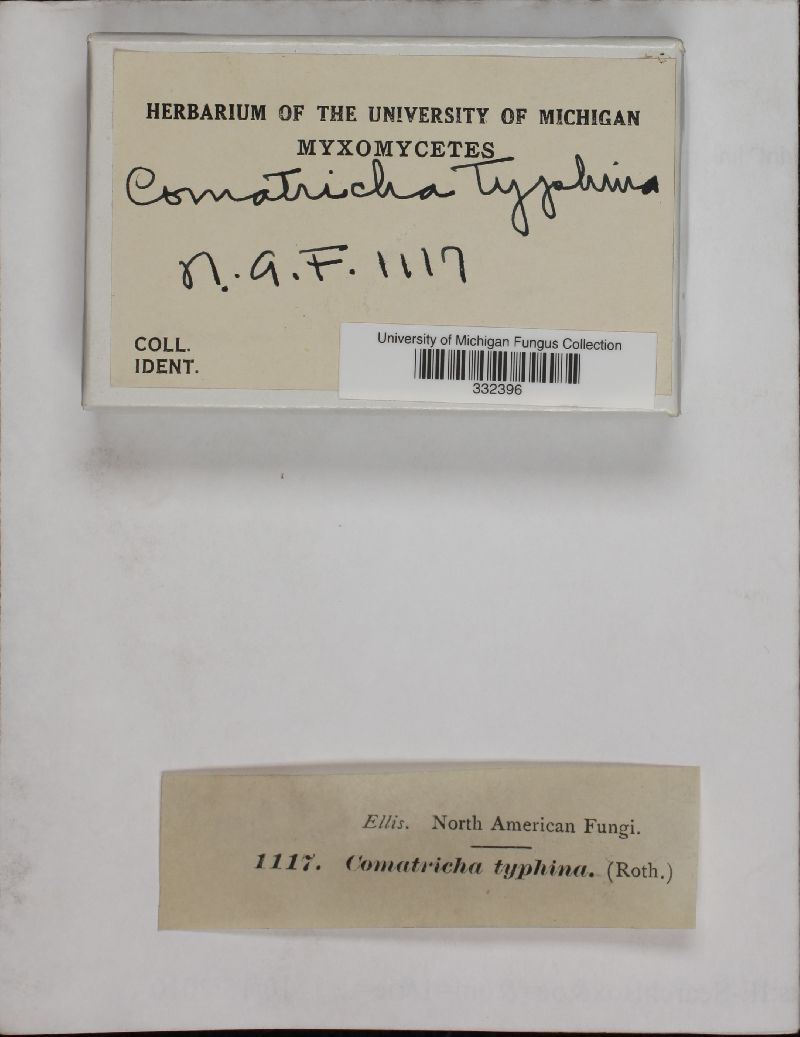 HERBARIUM OF THE UNIVERSITY OF MICHIGAN
MYXOMYCETES
Comatricha Typhina
N.A.F. 1117
COLL.
IDENT.
University of Michigan Fungus Collection
332396
Ellis. North American Fungi.
1117. Comatricha typhina. (Roth.)